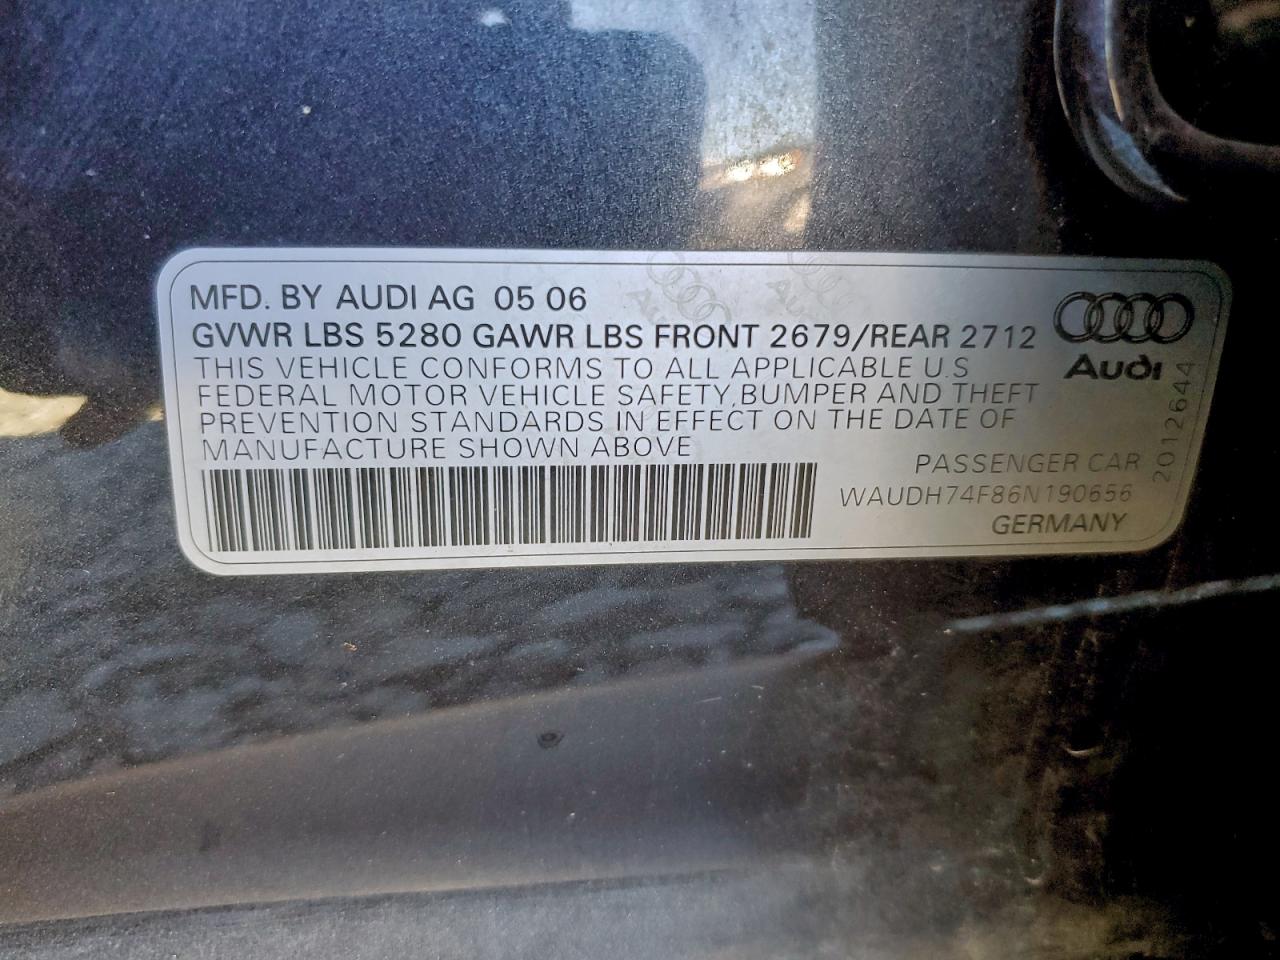 MFD. BY AUDI AG 05 06
GVWR LBS 5280 GAWR LBS FRONT 2679/REAR 2712
THIS VEHICLE CONFORMS TO ALL APPLICABLE U.S
FEDERAL MOTOR VEHICLE SAFETY,BUMPER AND THEFT
PREVENTION STANDARDS IN EFFECT ON THE DATE OF
MANUFACTURE SHOWN ABOVE
Audi
PASSENGER CAR
WAUDH74F86N190656
GERMANY
2012644